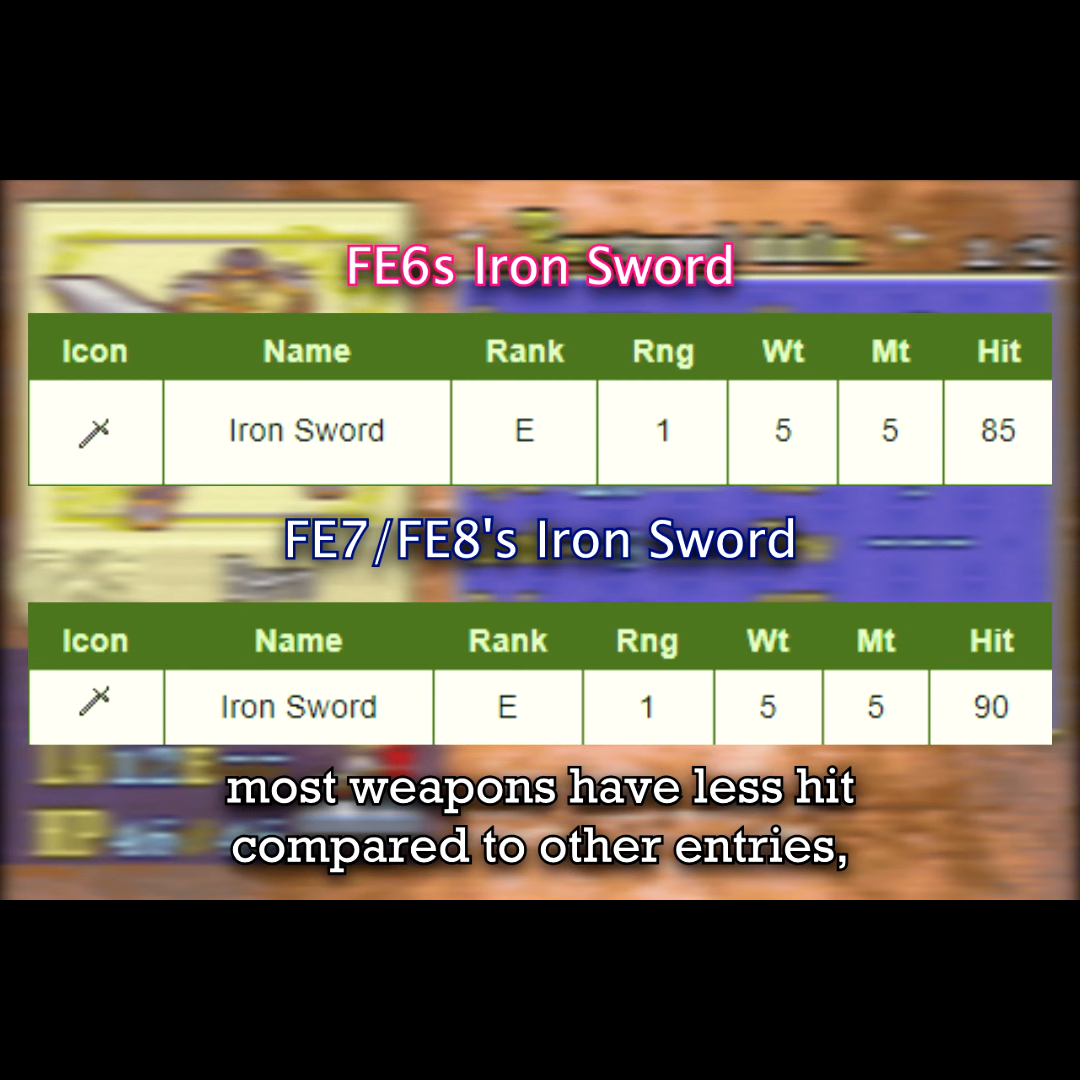 FE6s Iron Sword
Icon Name Rank Rng Wt Mt Hit
Iron Sword E 1 5 5 85
FE7/FE8's Iron Sword
Icon Name Rank Rng Wt Mt Hit
Iron Sword E 1 5 5 90
most weapons have less hit
compared to other entries,